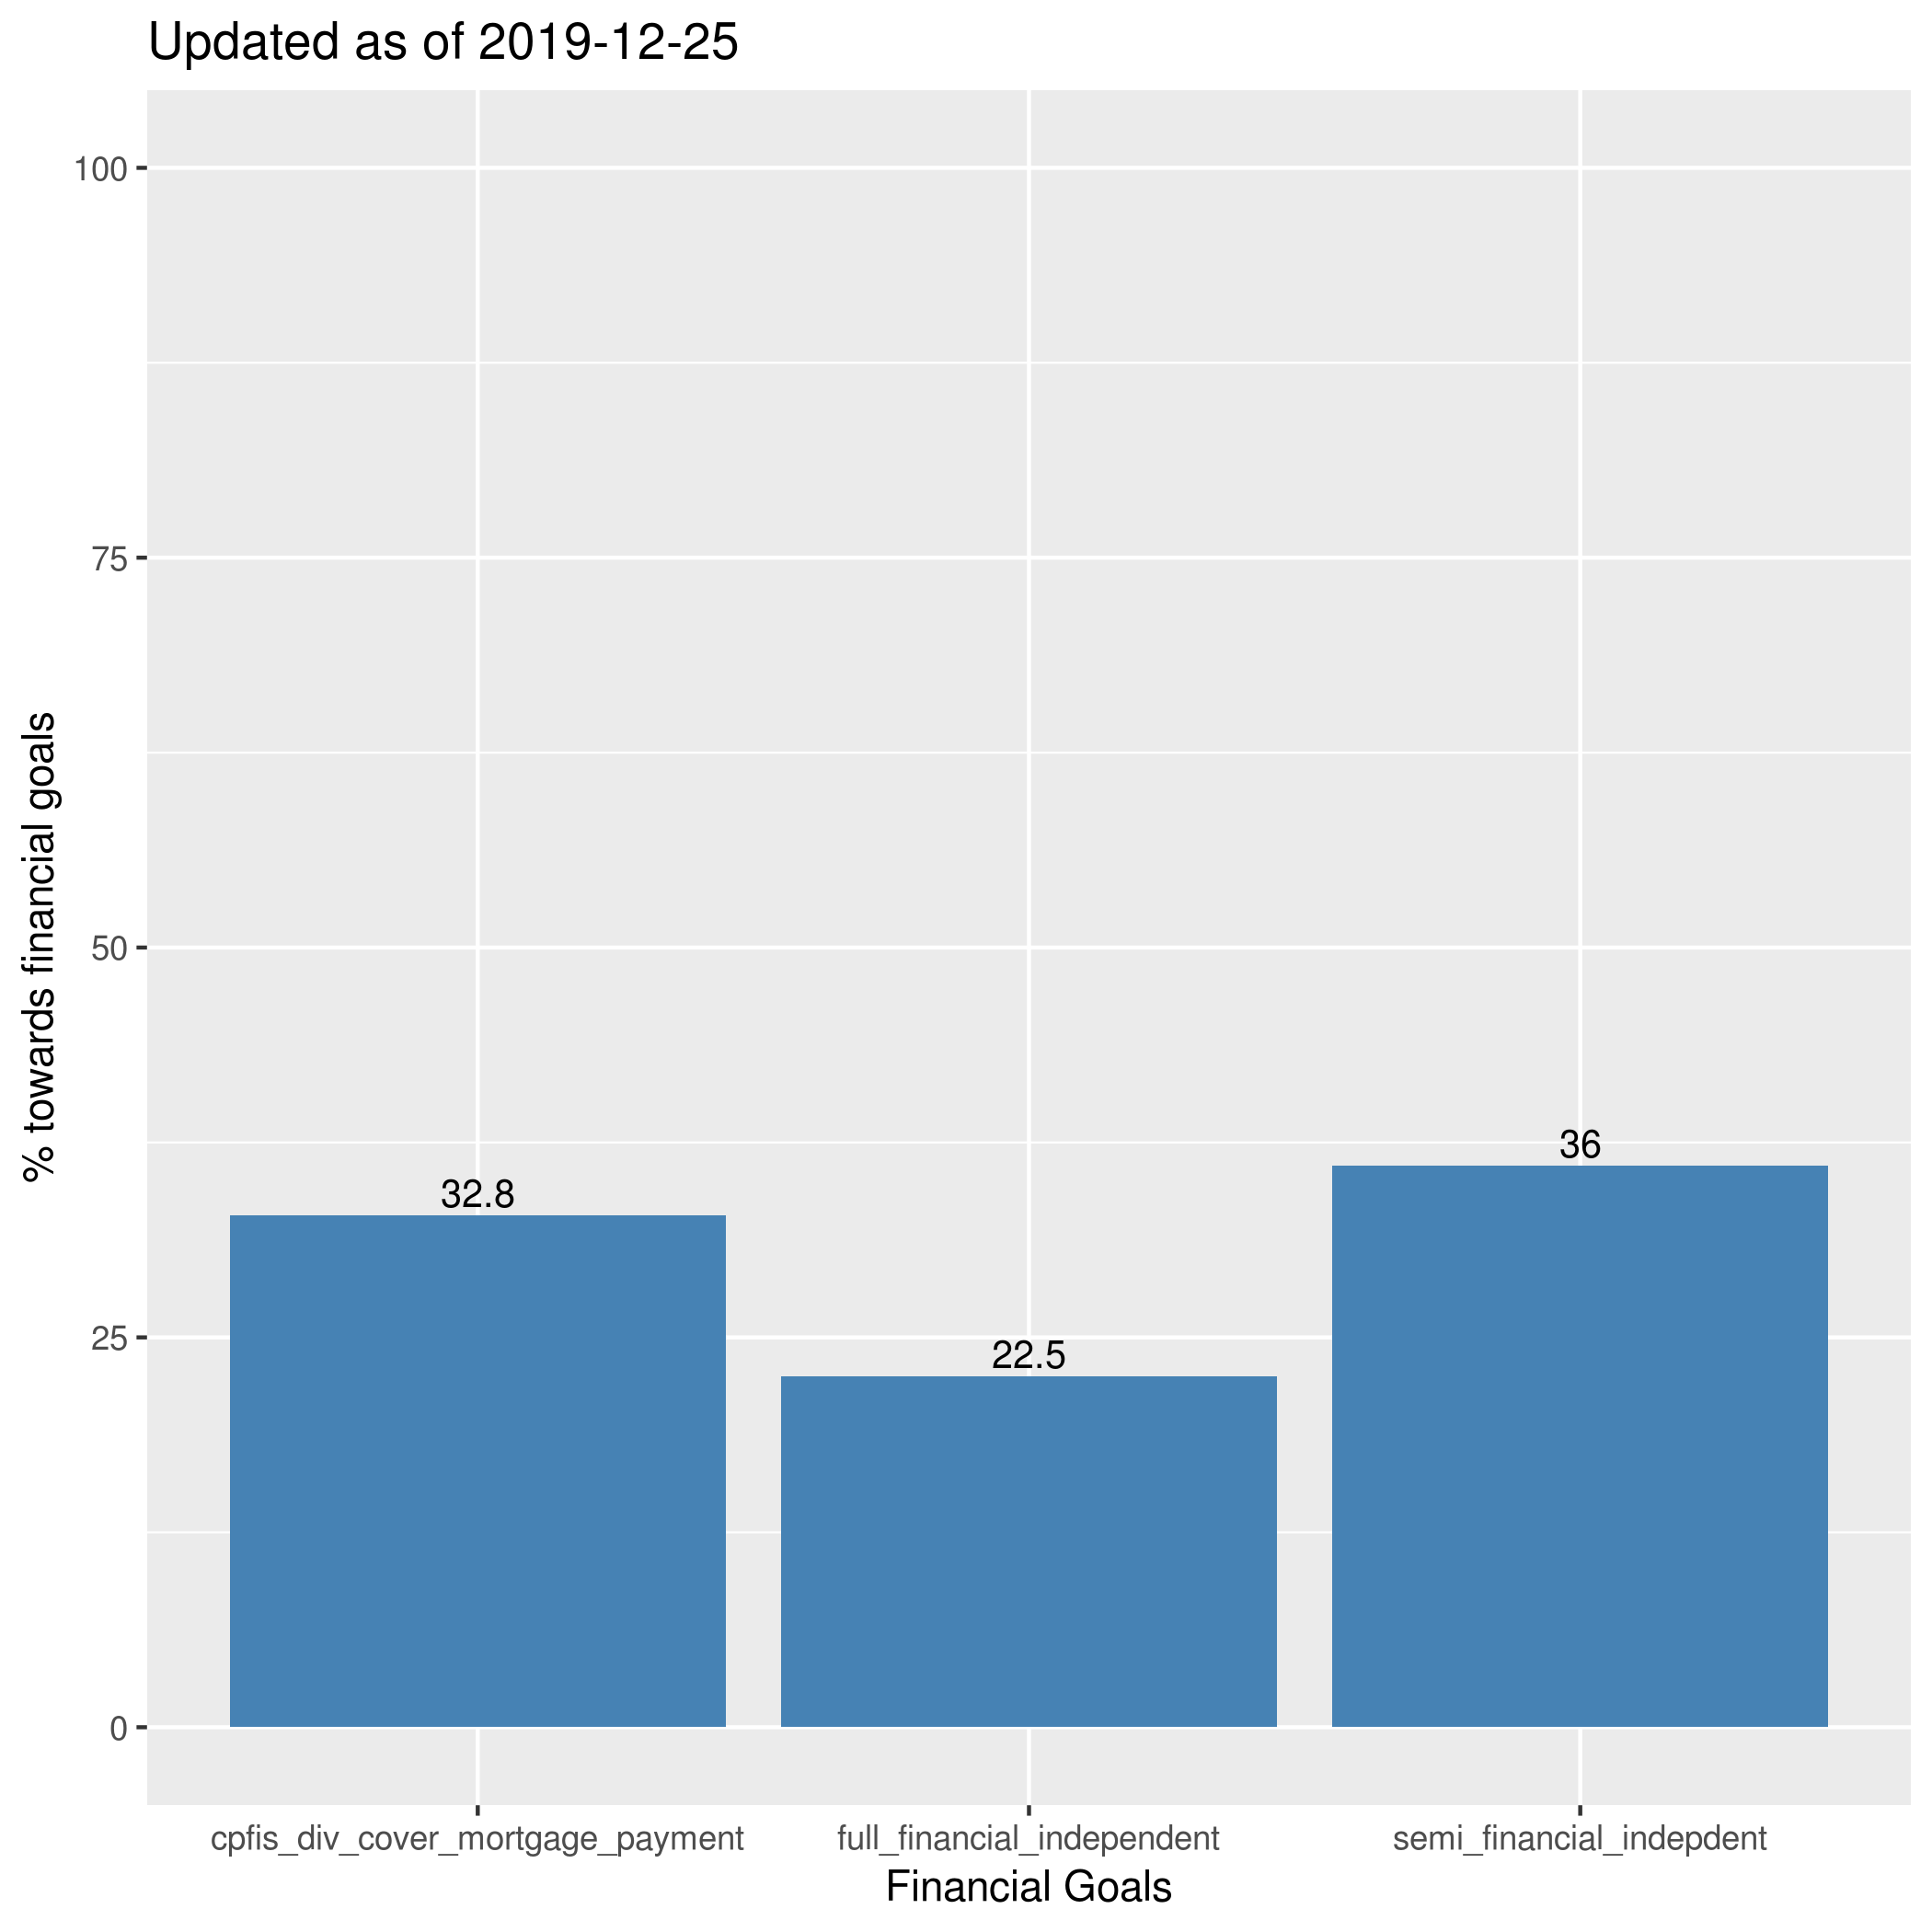 Updated as of 2019-12-25
% towards financial goals
100
75
50
25
0
32.8
22.5
36
cpfis_div_cover_mortgage_payment
full_financial_independent
semi_financial_indepdent
Financial Goals